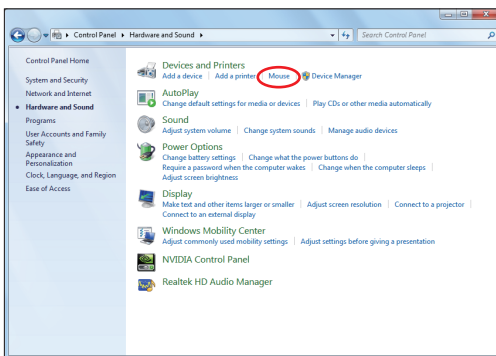 Control Panel ▸ Hardware and Sound ▸
Search Control Panel
Control Panel Home
System and Security
Network and Internet
Hardware and Sound
Programs
User Accounts and Family
Safety
Appearance and
Personalization
Clock, Language, and Region
Ease of Access
Devices and Printers
Add a device | Add a printer | Mouse | Device Manager
AutoPlay
Change default settings for media or devices | Play CDs or other media automatically
Sound
Adjust system volume | Change system sounds | Manage audio devices
Power Options
Change battery settings | Change what the power buttons do |
Require a password when the computer wakes | Change when the computer sleeps |
Adjust screen brightness
Display
Make text and other items larger or smaller | Adjust screen resolution | Connect to a projector |
Connect to an external display
Windows Mobility Center
Adjust commonly used mobility settings | Adjust settings before giving a presentation
NVIDIA Control Panel
Realtek HD Audio Manager